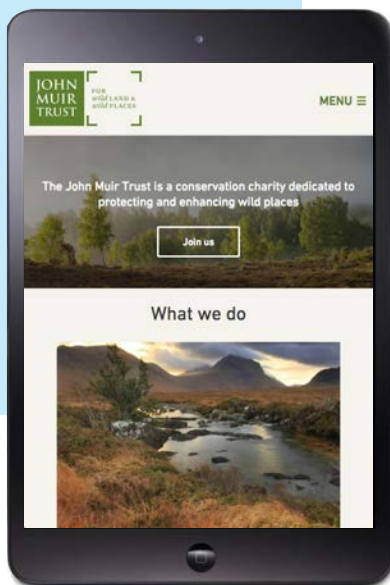 JOHN
MUIR
TRUST
FOR
wild LAND &
wild PLACES
MENU
The John Muir Trust is a conservation charity dedicated to
protecting and enhancing wild places
Join us
What we do